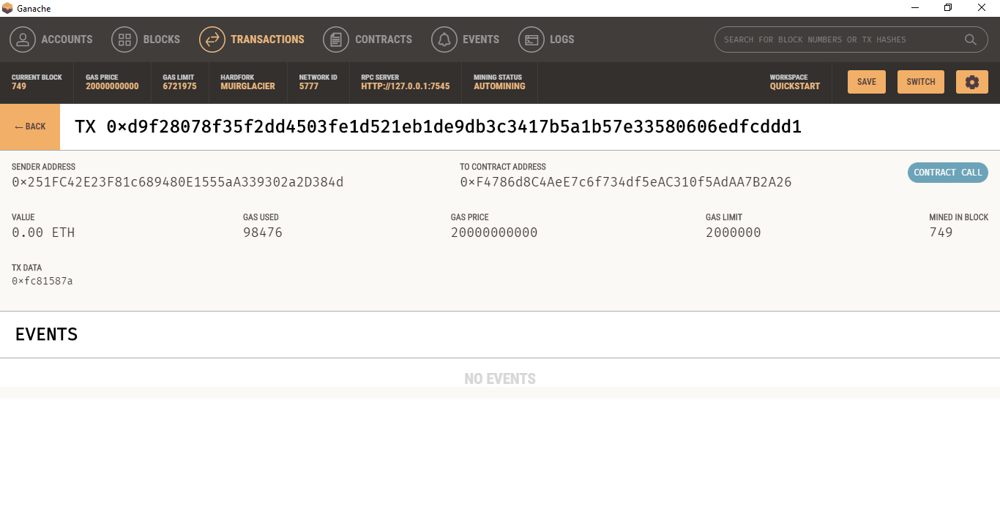 Ganache
ACCOUNTS BLOCKS TRANSACTIONS CONTRACTS EVENTS LOGS SEARCH FOR BLOCK NUMBERS OR TX HASHES
CURRENT BLOCK GAS PRICE GAS LIMIT HARDFORK NETWORK ID RPC SERVER MINING STATUS WORKSPACE
749 20000000000 6721975 MUIRGLACIER 5777 HTTP://127.0.0.1:7545 AUTOMINING QUICKSTART SAVE SWITCH
← BACK TX 0×d9f28078f35f2dd4503fe1d521eb1de9db3c3417b5a1b57e33580606edfcddd1
SENDER ADDRESS TO CONTRACT ADDRESS
0×251FC42E23F81c689480E1555aA339302a2D384d 0×F4786d8C4AeE7c6f734df5eAC310f5AdAA7B2A26 CONTRACT CALL
VALUE GAS USED GAS PRICE GAS LIMIT MINED IN BLOCK
0.00 ETH 98476 20000000000 2000000 749
TX DATA
0×fc81587a
EVENTS
NO EVENTS